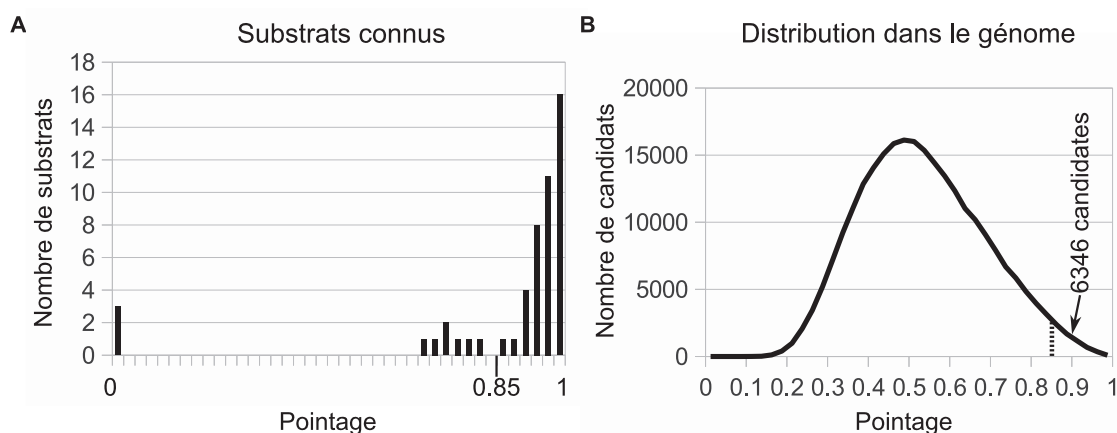 A
Substrats connus
Nombre de substrats
18
16
14
12
10
8
6
4
2
0
0
0.85
1
Pointage
B
Distribution dans le génome
Nombre de candidats
20000
15000
10000
5000
0
6346 candidates
0 0.1 0.2 0.3 0.4 0.5 0.6 0.7 0.8 0.9 1
Pointage